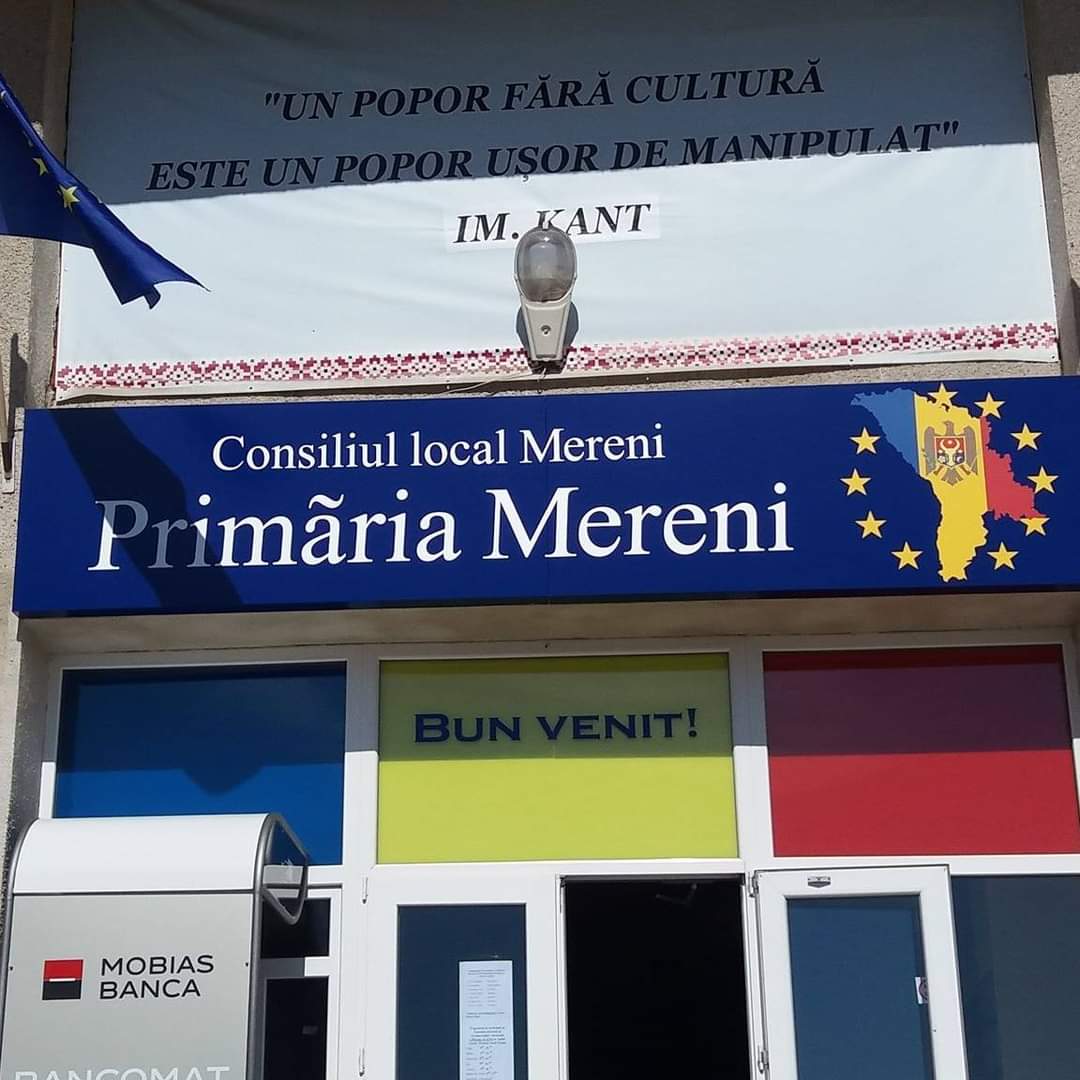 "UN POPOR FĂRĂ CULTURĂ
ESTE UN POPOR UȘOR DE MANIPULAT"
IM. KANT
Consiliul local Mereni
Primãria Mereni
BUN VENIT!
MOBIAS
BANCA
BANCOMAT